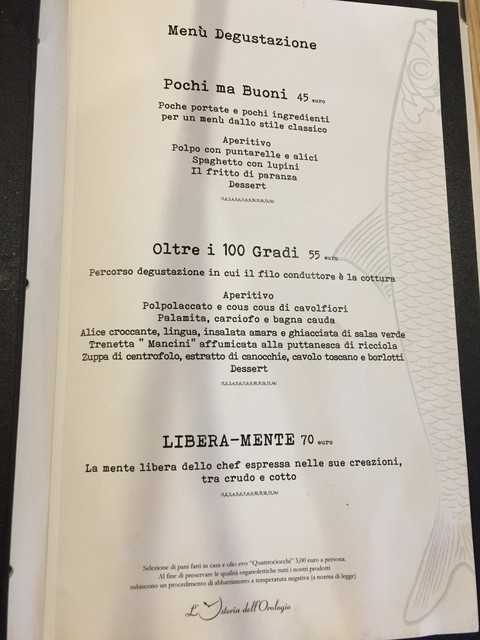 Menù Degustazione
Pochi ma Buoni 45 euro
Poche portate e pochi ingredienti
per un menù dallo stile classico
Aperitivo
Polpo con puntarelle e alici
Spaghetto con lupini
Il fritto di paranza
Dessert
Oltre i 100 Gradi 55 euro
Percorso degustazione in cui il filo conduttore è la cottura
Aperitivo
Polpolaccato e cous cous di cavolfiori
Palamita, carciofo e bagna cauda
Alice croccante, lingua, insalata amara e ghiacciata di salsa verde
Trenetta " Mancini" affumicata alla puttanesca di ricciola
Zuppa di centrofolo, estratto di canocchie, cavolo toscano e borlotti
Dessert
LIBERA-MENTE 70 euro
La mente libera dello chef espressa nelle sue creazioni,
tra crudo e cotto
Selezione di pani fatti in casa e olio evo "Quattrociocchi" 3,00 euro a persona.
Al fine di preservare le qualità organolettiche tutti i nostri prodotti
subiscono un procedimento di abbattimento a temperatura negativa (a norma di legge)
L'Osteria dell'Orologio